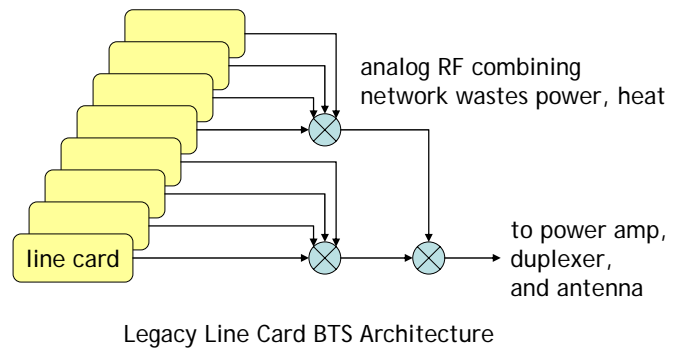 analog RF combining
network wastes power, heat
to power amp,
duplexer,
and antenna
line card
Legacy Line Card BTS Architecture